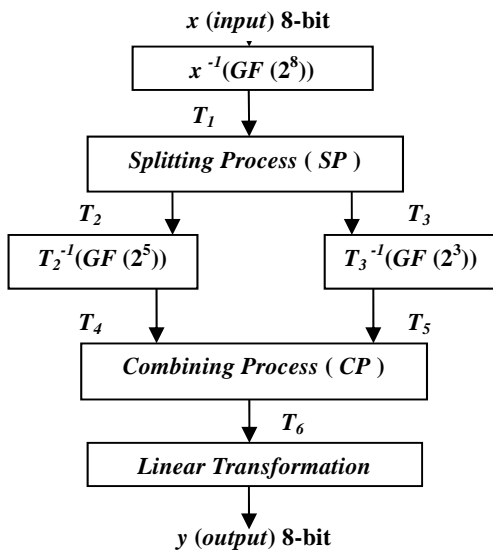 x (input) 8-bit
x ⁻¹(GF (2⁸))
T₁
Splitting Process ( SP )
T₂ T₃
T₂⁻¹(GF (2⁵)) T₃⁻¹(GF (2³))
T₄ T₅
Combining Process ( CP )
T₆
Linear Transformation
y (output) 8-bit